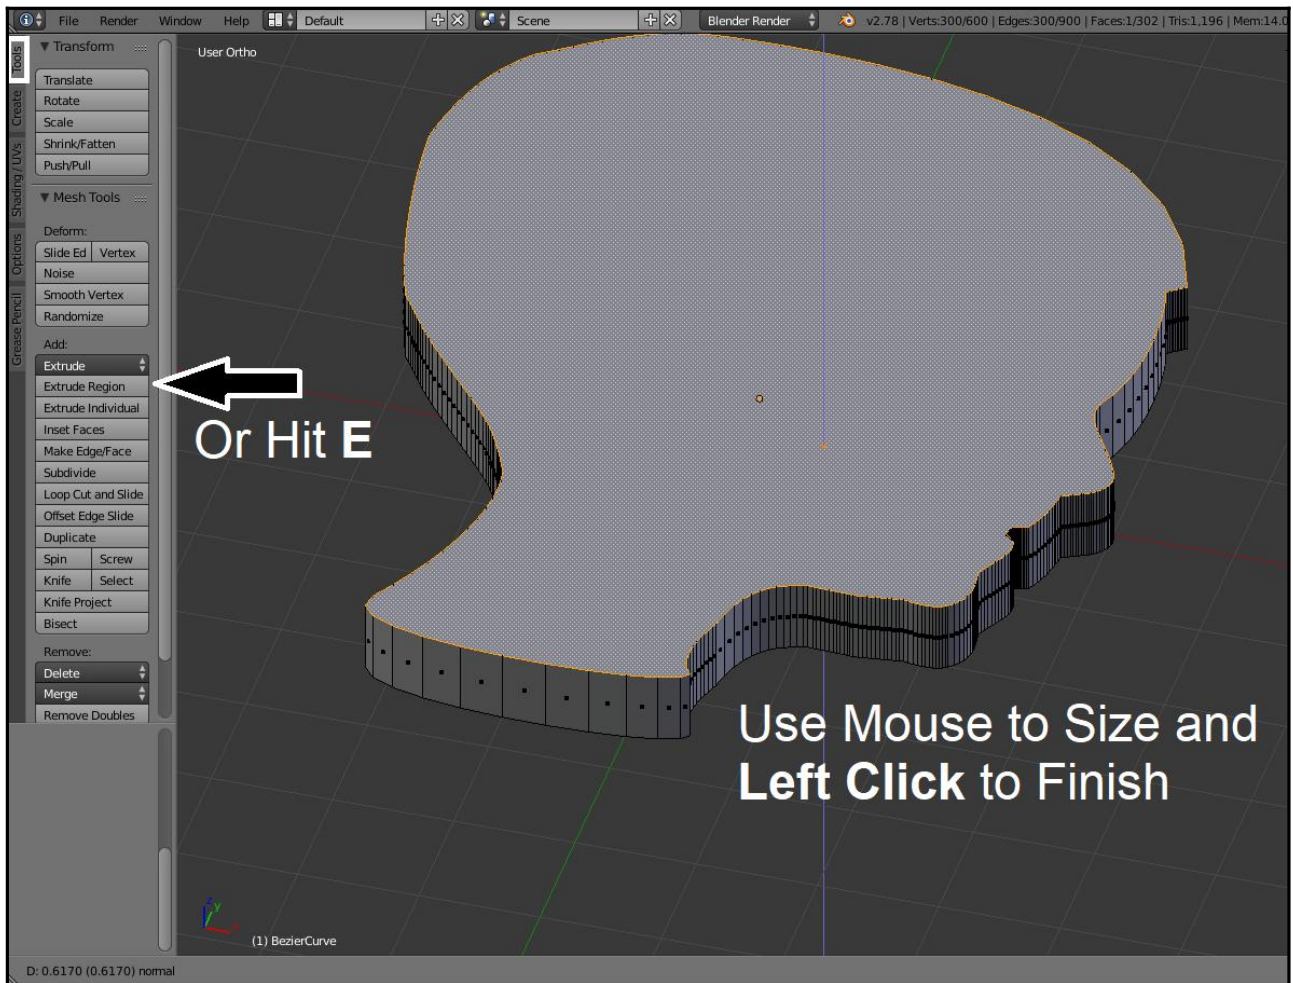 File Render Window Help Default Scene Blender Render v2.78 | Verts:300/600 | Edges:300/900 | Faces:1/302 | Tris:1,196 | Mem:14.0
Tools
Create
Shading / UVs
Options
Grease Pencil
Transform
Translate
Rotate
Scale
Shrink/Fatten
Push/Pull
Mesh Tools
Deform:
Slide Ed Vertex
Noise
Smooth Vertex
Randomize
Add:
Extrude
Extrude Region
Extrude Individual
Inset Faces
Make Edge/Face
Subdivide
Loop Cut and Slide
Offset Edge Slide
Duplicate
Spin Screw
Knife Select
Knife Project
Bisect
Remove:
Delete
Merge
Remove Doubles
User Ortho
Or Hit E
Use Mouse to Size and
Left Click to Finish
z
y
x
(1) BezierCurve
D: 0.6170 (0.6170) normal